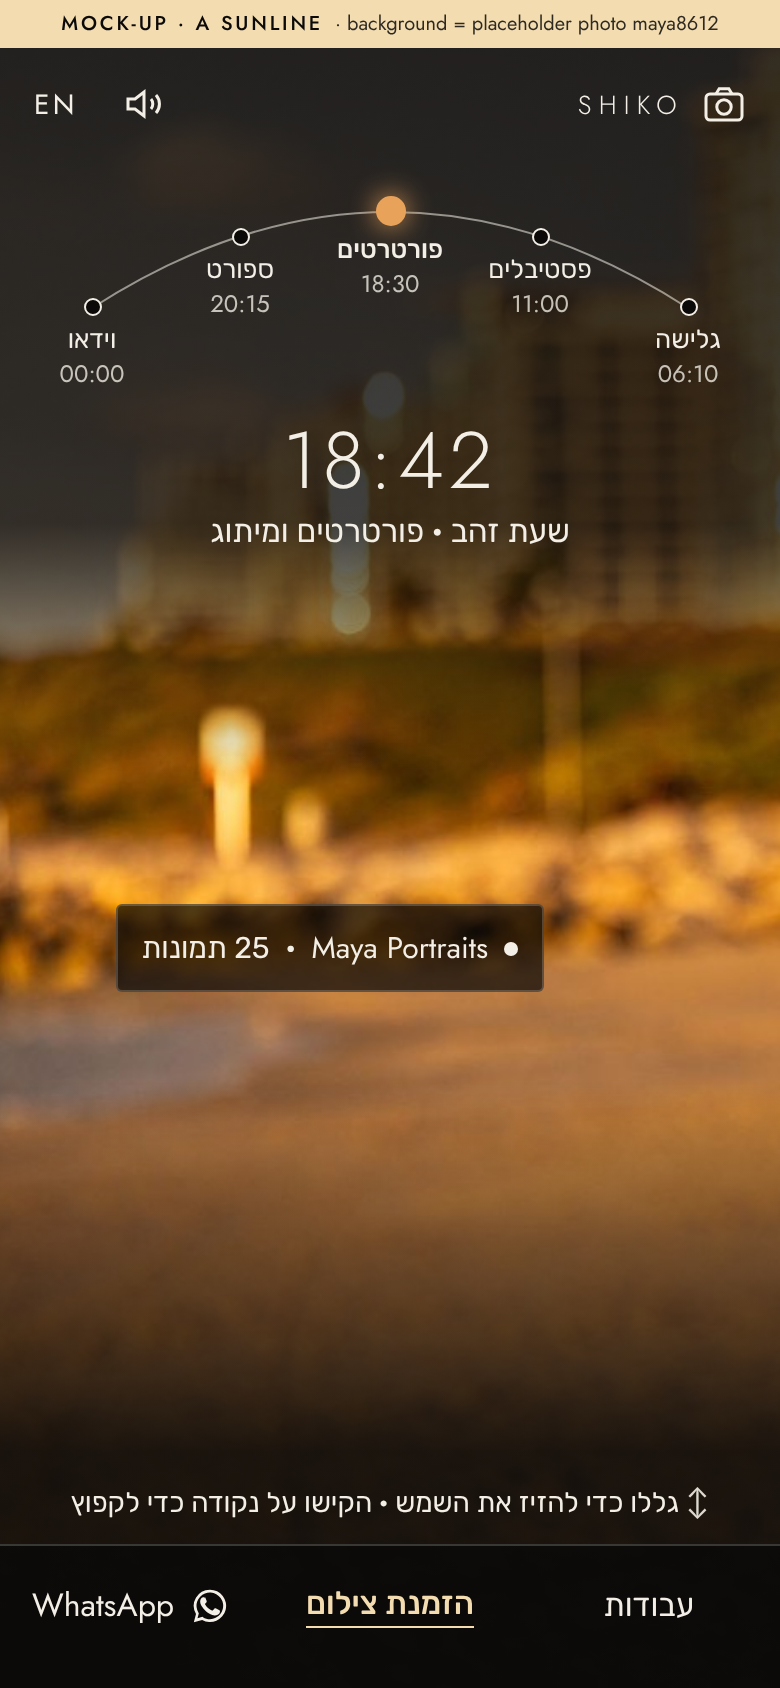 MOCK-UP · A SUNLINE · background = placeholder photo maya8612
EN
SHIKO
פורטרטים
18:30
פסטיבלים
11:00
ספורט
20:15
גלישה
06:10
וידאו
00:00
18:42
שעת זהב • פורטרטים ומיתוג
Maya Portraits • 25 תמונות
גללו כדי להזיז את השמש • הקישו על נקודה כדי לקפוץ
עבודות
הזמנת צילום
WhatsApp